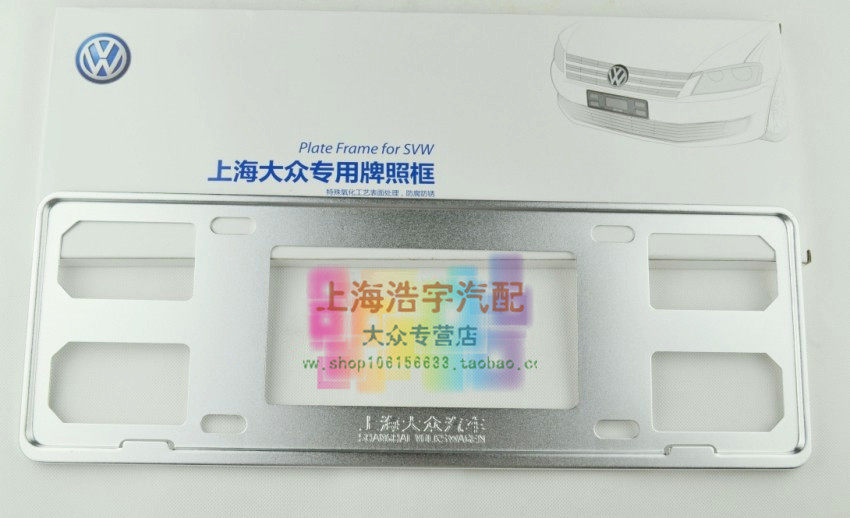 Plate Frame for SVW
上海大众专用牌照框
特殊氧化工艺表面处理，防腐防锈
上海浩宇汽配
大众专营店
www.shop106156633.taobao.com
上海大众汽车
SHANGHAI VOLKSWAGEN